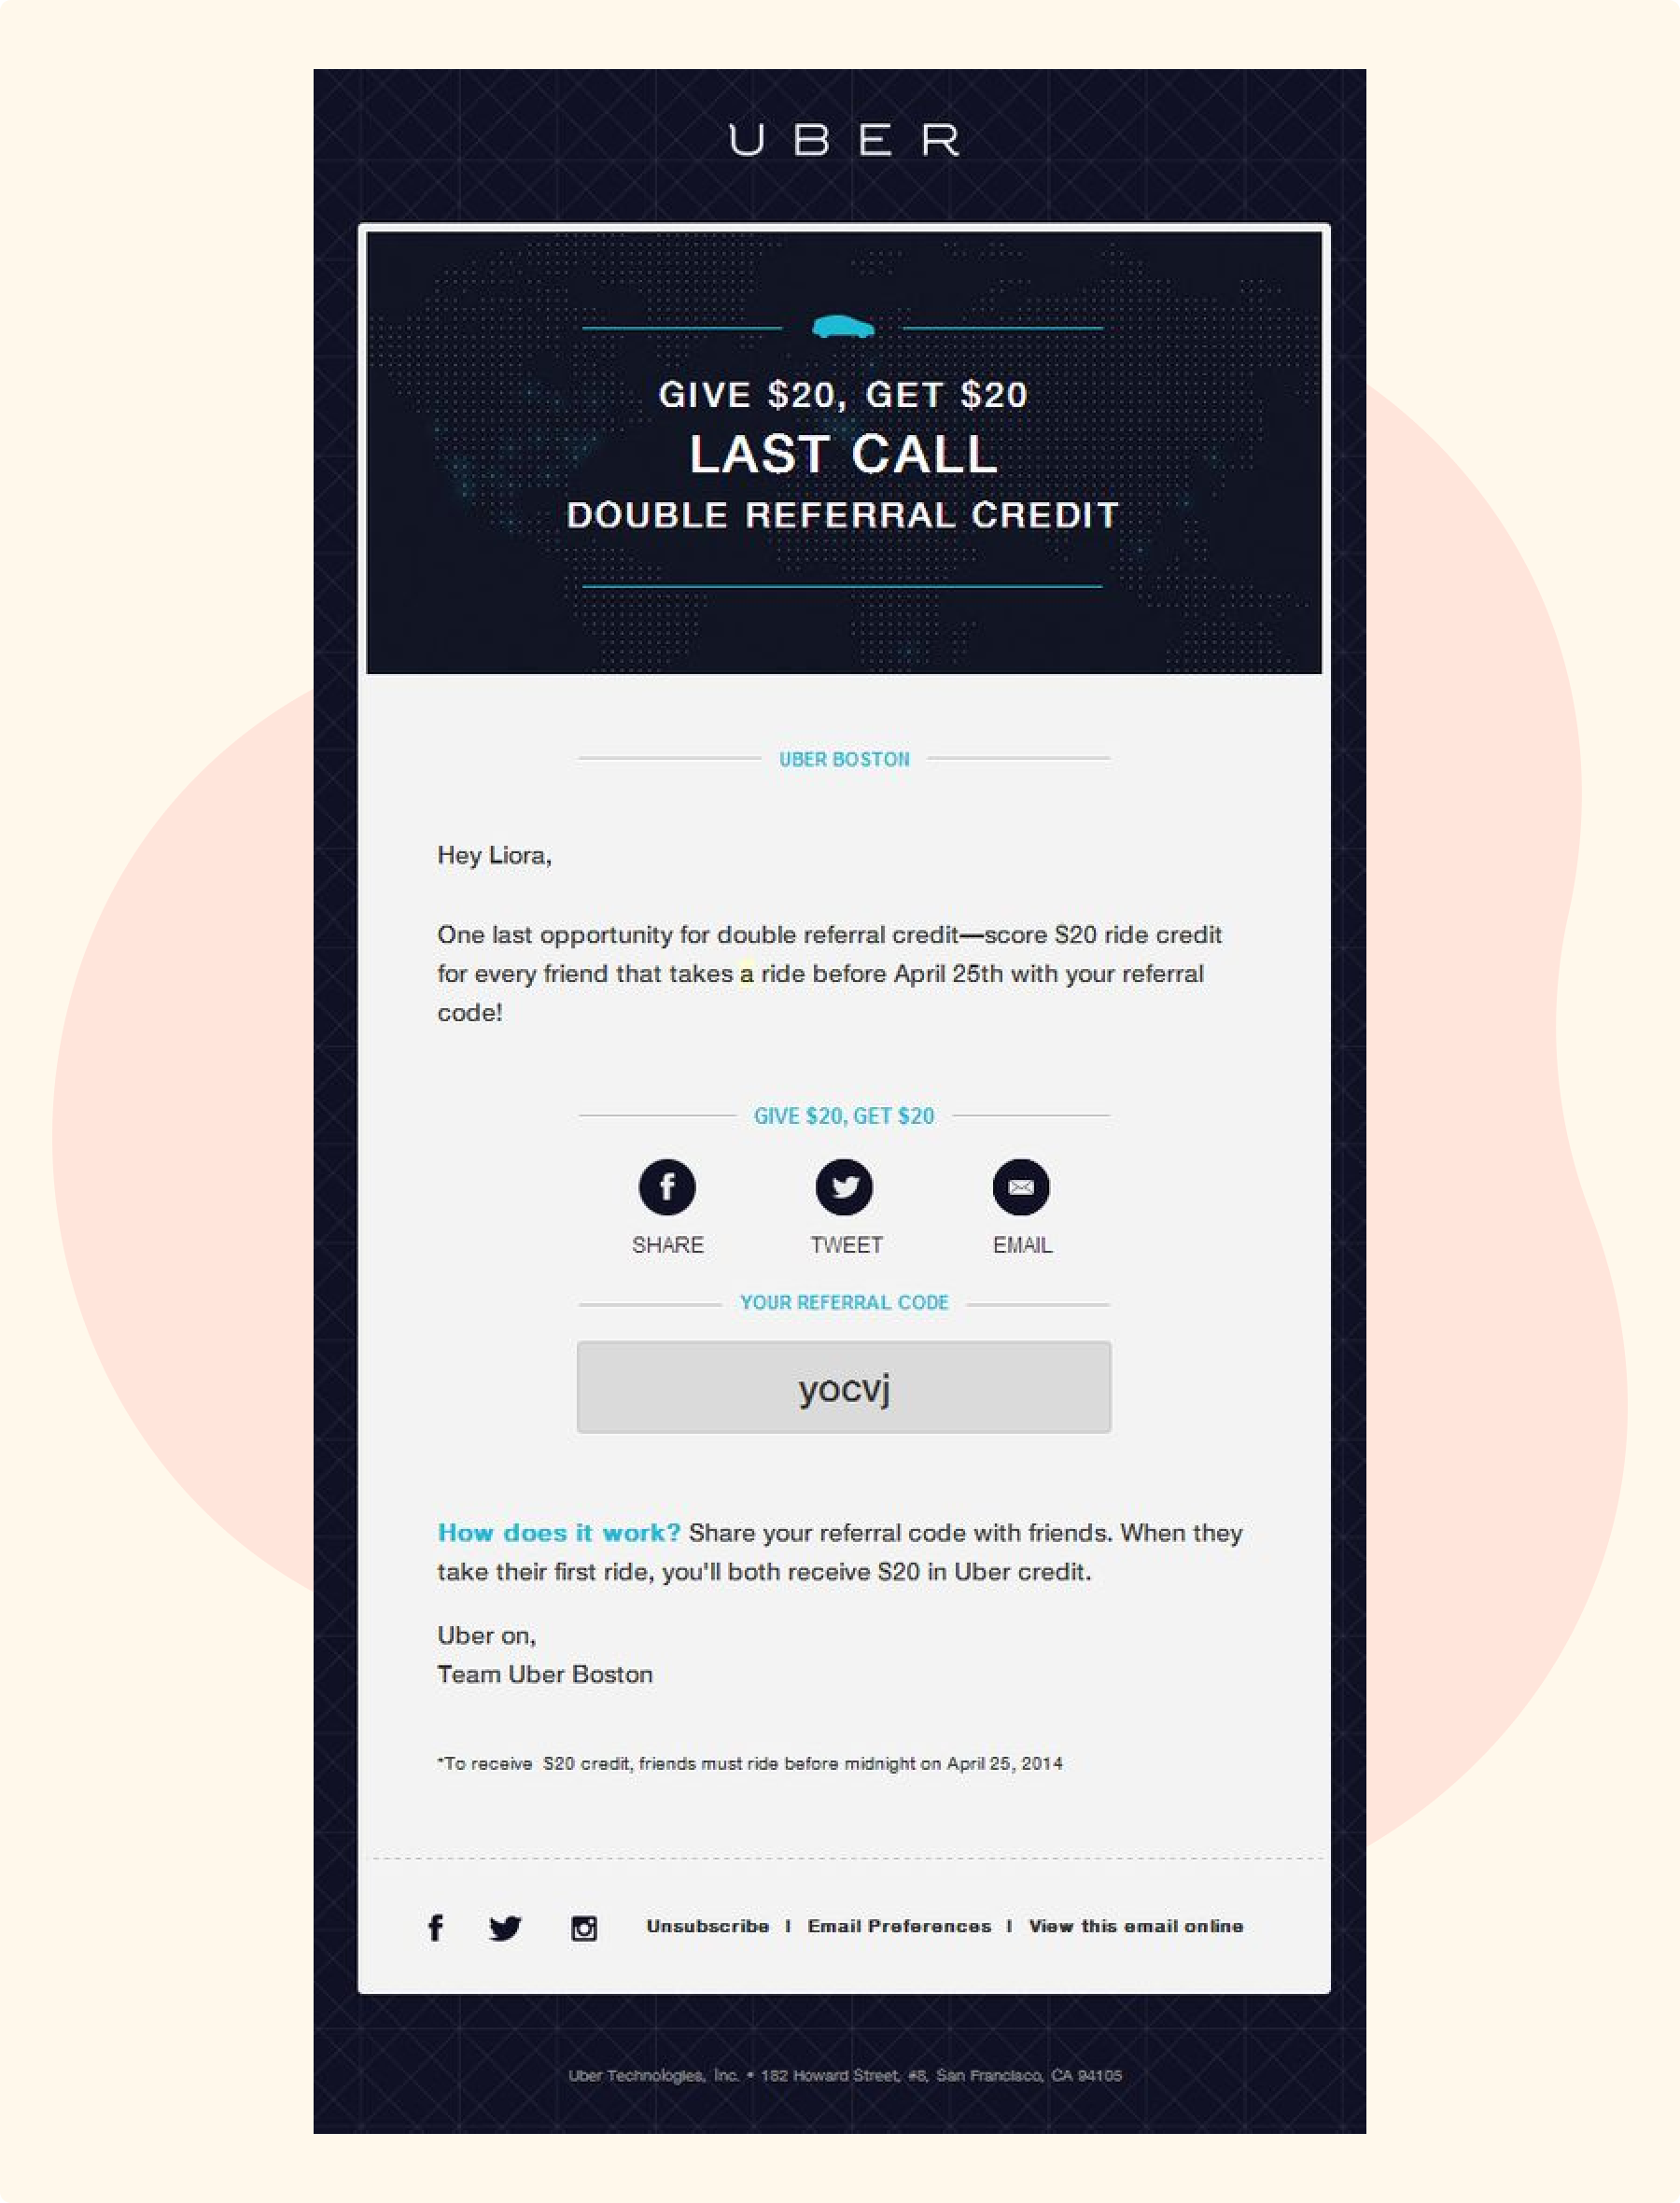 UBER
GIVE $20, GET $20
LAST CALL
DOUBLE REFERRAL CREDIT
UBER BOSTON
Hey Liora,
One last opportunity for double referral credit—score $20 ride credit
for every friend that takes a ride before April 25th with your referral
code!
GIVE $20, GET $20
SHARE TWEET EMAIL
YOUR REFERRAL CODE
yocvj
How does it work? Share your referral code with friends. When they
take their first ride, you'll both receive $20 in Uber credit.
Uber on,
Team Uber Boston
*To receive $20 credit, friends must ride before midnight on April 25, 2014
Unsubscribe | Email Preferences | View this email online
Uber Technologies, Inc. • 182 Howard Street, #8, San Francisco, CA 94105